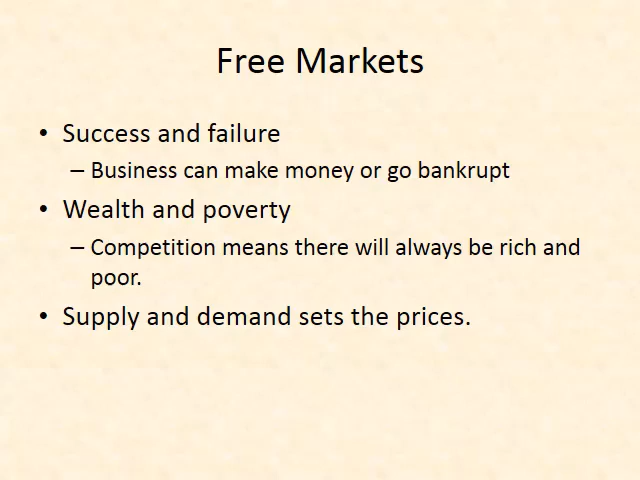 Free Markets
• Success and failure
– Business can make money or go bankrupt
• Wealth and poverty
– Competition means there will always be rich and
poor.
• Supply and demand sets the prices.